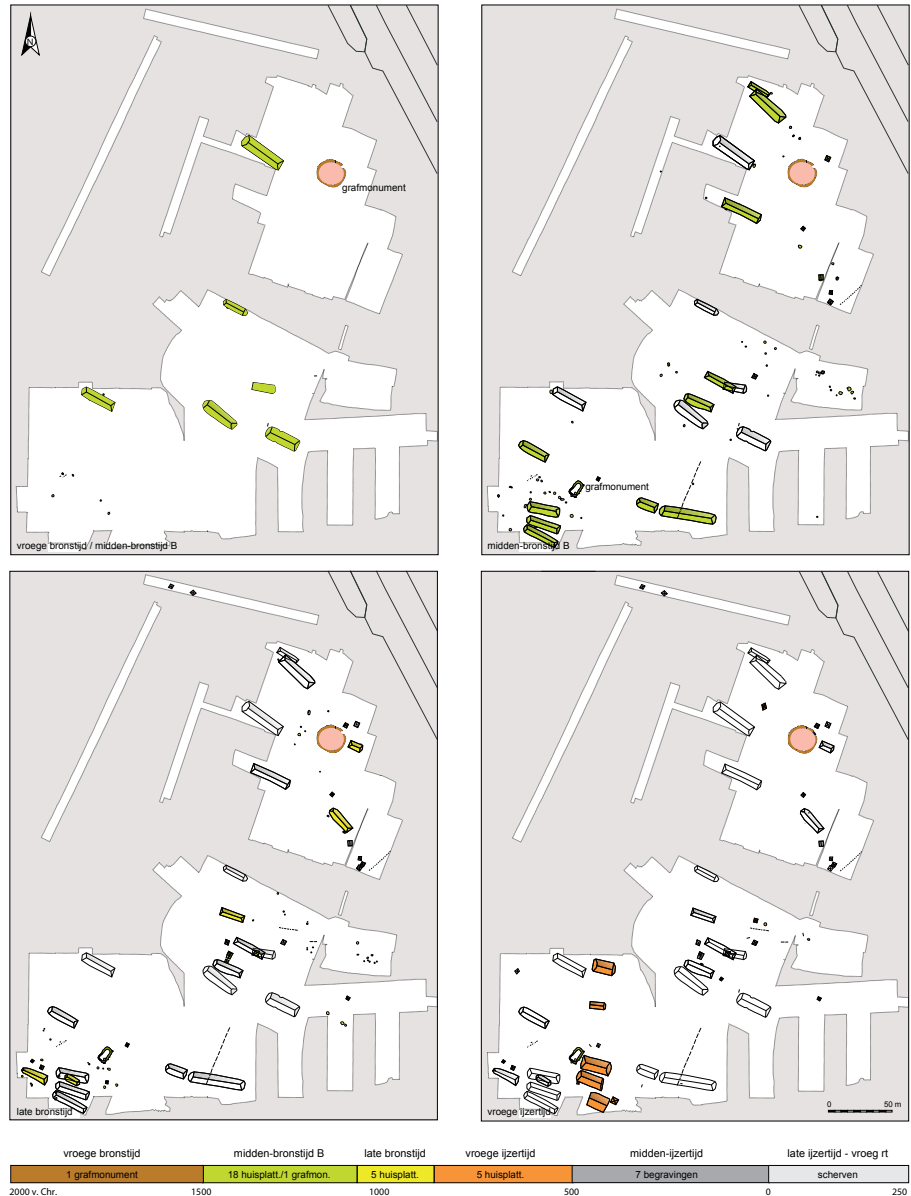 N
grafmonument
vroege bronstijd / midden-bronstijd B
grafmonument
midden-bronstijd B
late bronstijd
vroege ijzertijd
0 50 m
vroege bronstijd midden-bronstijd B late bronstijd vroege ijzertijd midden-ijzertijd late ijzertijd - vroeg rt
1 grafmonument 18 huisplatt./1 grafmon. 5 huisplatt. 5 huisplatt. 7 begravingen scherven
2000 v. Chr. 1500 1000 500 0 250